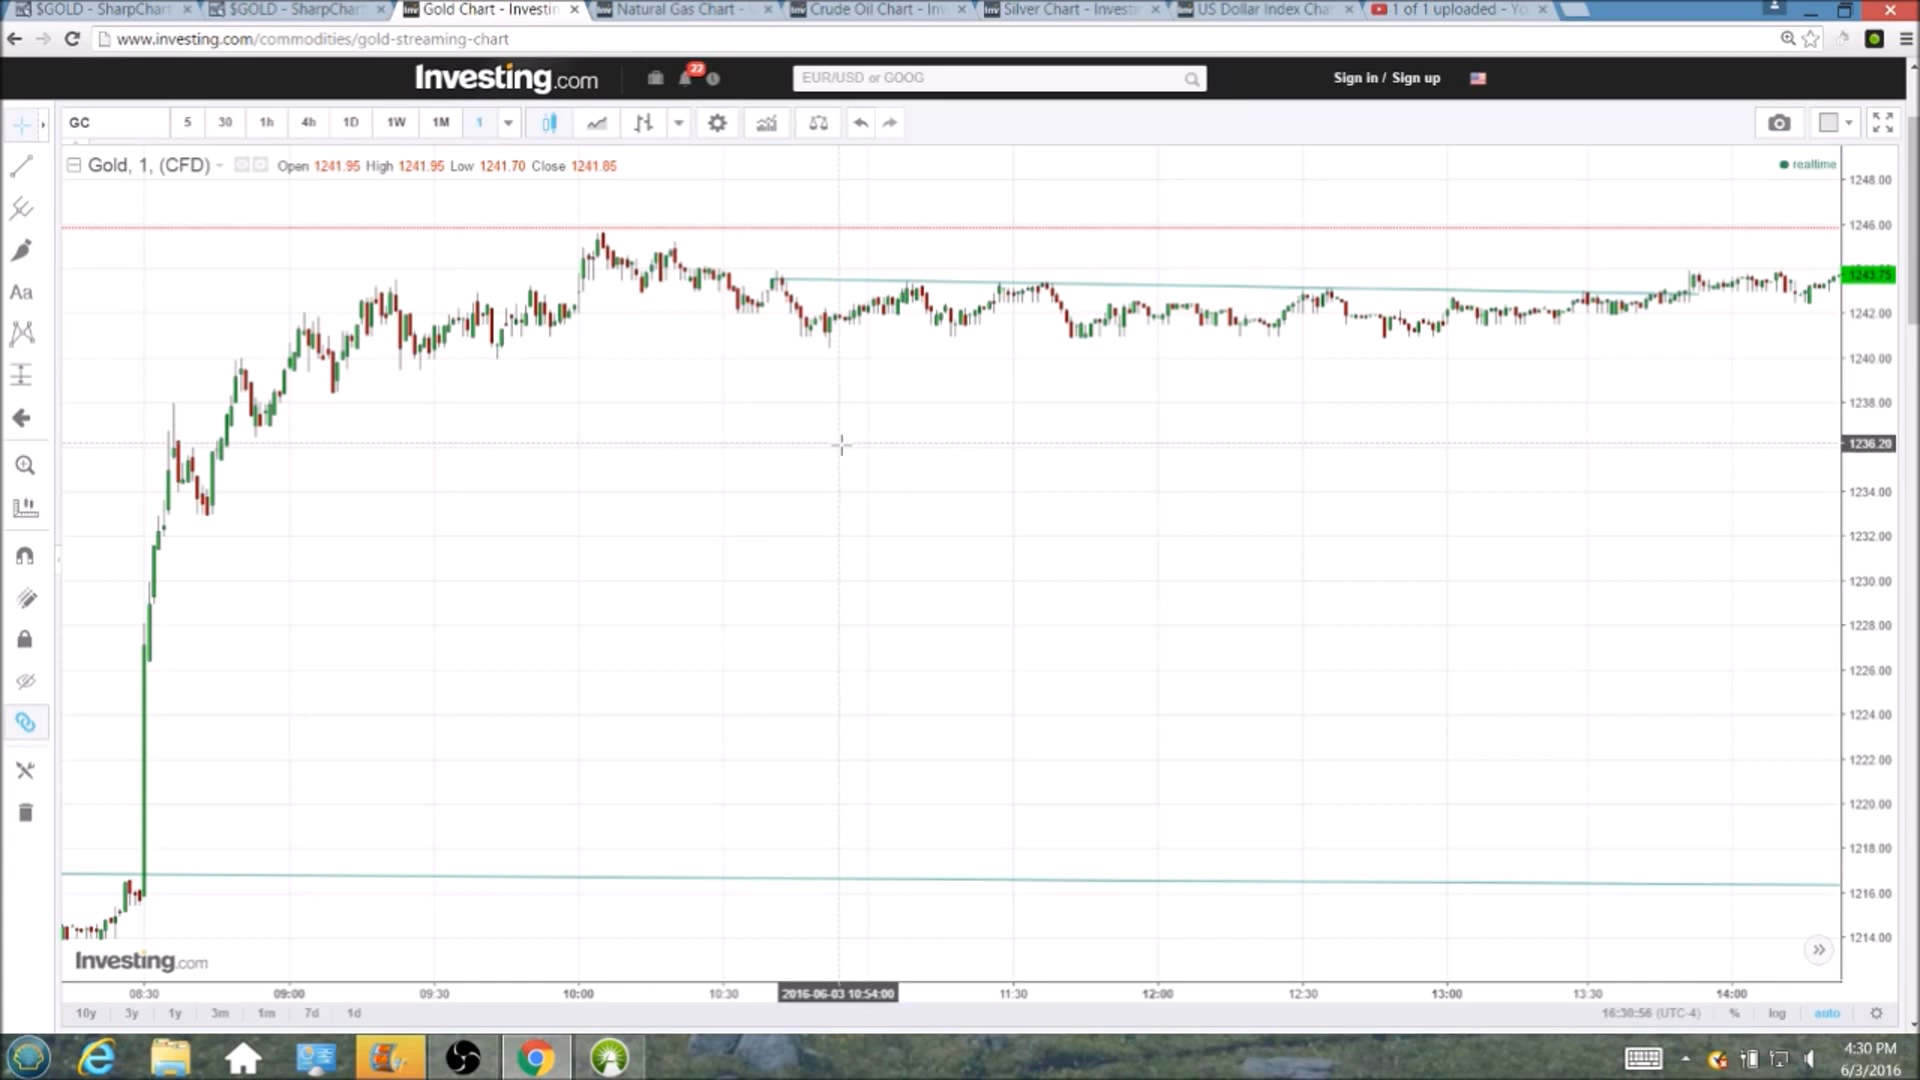 $GOLD - SharpChart
$GOLD - SharpChart
Gold Chart - Investin
Natural Gas Chart -
Crude Oil Chart - Inv
Silver Chart - Investi
US Dollar Index Cha
1 of 1 uploaded - Yo
www.investing.com/commodities/gold-streaming-chart
Investing.com
22
EUR/USD or GOOG
Sign in / Sign up
GC
5
30
1h
4h
1D
1W
1M
1
Gold, 1, (CFD)
Open 1241.95 High 1241.95 Low 1241.70 Close 1241.85
realtime
Aa
1248.00
1246.00
1243.75
1242.00
1240.00
1238.00
1236.20
1234.00
1232.00
1230.00
1228.00
1226.00
1224.00
1222.00
1220.00
1218.00
1216.00
1214.00
Investing.com
08:30
09:00
09:30
10:00
10:30
2016-06-03 10:54:00
11:30
12:00
12:30
13:00
13:30
14:00
10y
3y
1y
3m
1m
7d
1d
16:30:56 (UTC-4)
%
log
auto
4:30 PM
6/3/2016